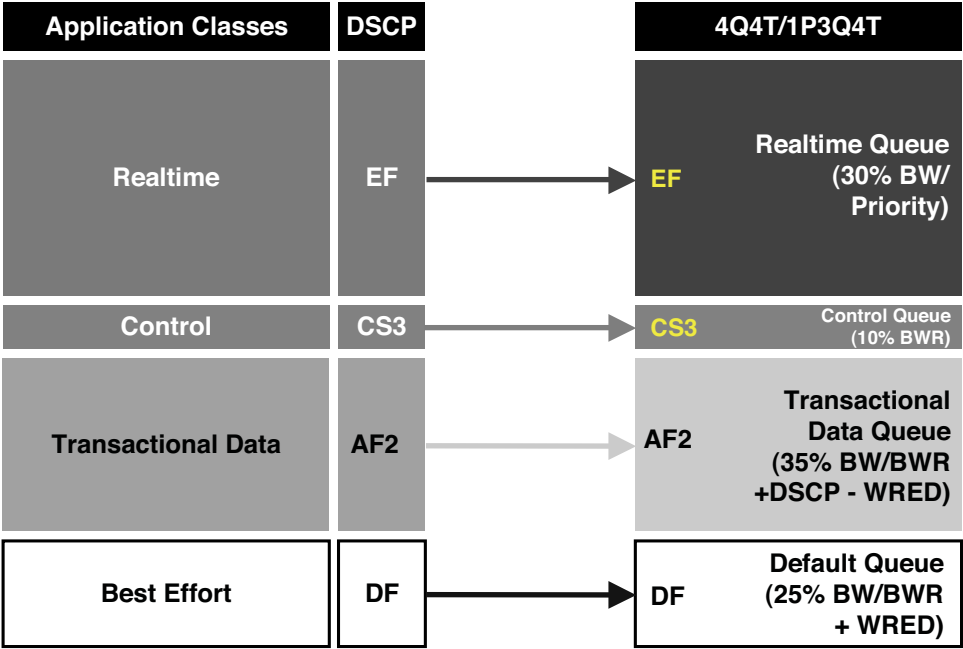 Application Classes DSCP 4Q4T/1P3Q4T
Realtime EF EF Realtime Queue
(30% BW/
Priority)
Control CS3 CS3 Control Queue
(10% BWR)
Transactional Data AF2 AF2 Transactional
Data Queue
(35% BW/BWR
+DSCP - WRED)
Best Effort DF DF Default Queue
(25% BW/BWR
+ WRED)